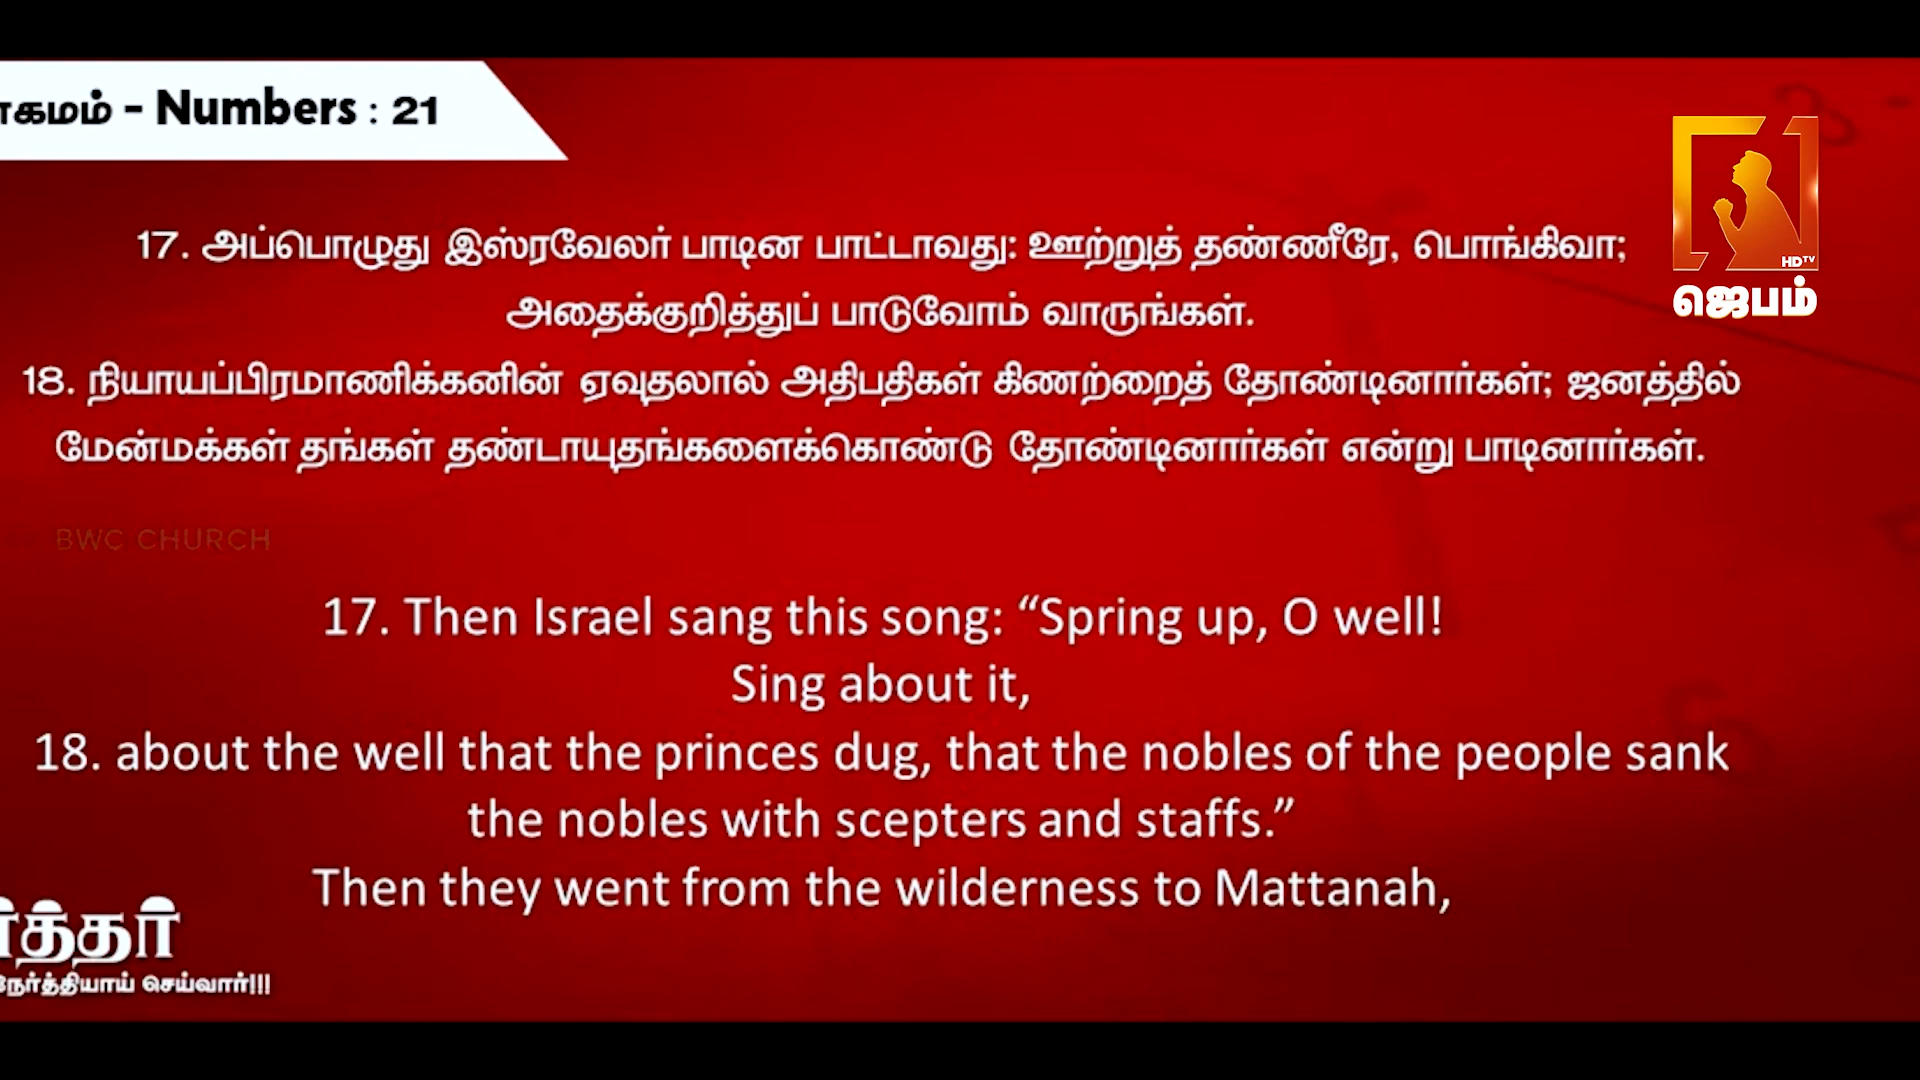 ாகமம் - Numbers : 21
HD TV
ஜெபம்
17. அப்பொழுது இஸ்ரவேலர் பாடின பாட்டாவது: ஊற்றுத் தண்ணீரே, பொங்கிவா;
அதைக்குறித்துப் பாடுவோம் வாருங்கள்.
18. நியாயப்பிரமாணிக்கனின் ஏவுதலால் அதிபதிகள் கிணற்றைத் தோண்டினார்கள்; ஜனத்தில்
மேன்மக்கள் தங்கள் தண்டாயுதங்களைக்கொண்டு தோண்டினார்கள் என்று பாடினார்கள்.
BWC CHURCH
17. Then Israel sang this song: “Spring up, O well!
Sing about it,
18. about the well that the princes dug, that the nobles of the people sank
the nobles with scepters and staffs.”
Then they went from the wilderness to Mattanah,
ர்த்தர்
நேர்த்தியாய் செய்வார்!!!